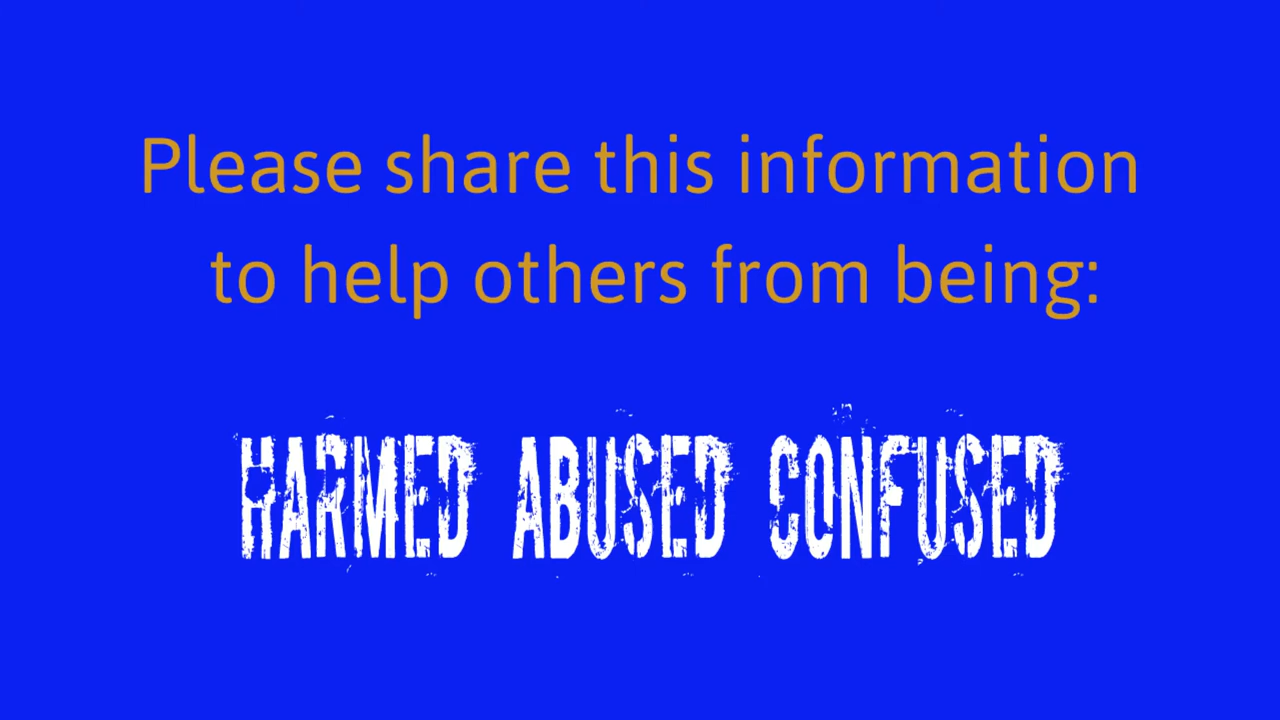 Please share this information
to help others from being:
HARMED ABUSED CONFUSED